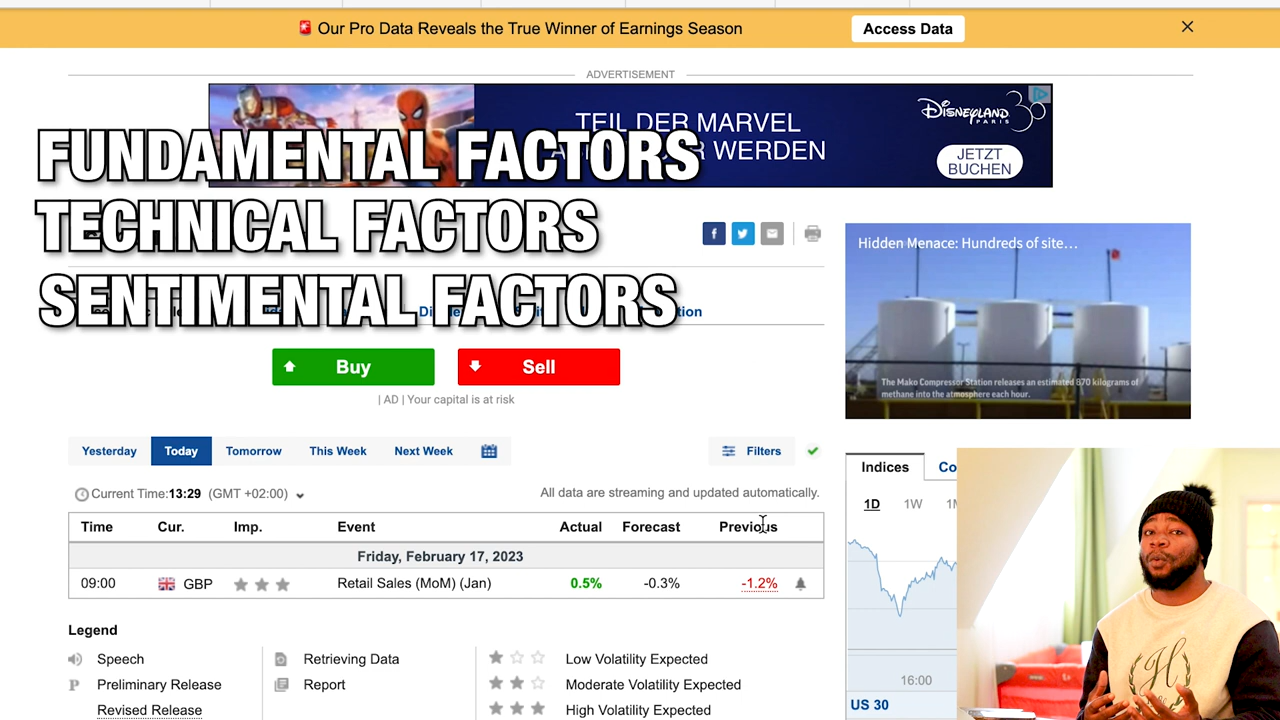 🚨 Our Pro Data Reveals the True Winner of Earnings Season
Access Data
ADVERTISEMENT
TEIL DER MARVEL
WERDEN
DISNEYLAND
PARIS
30
JETZT
BUCHEN
FUNDAMENTAL FACTORS
TECHNICAL FACTORS
SENTIMENTAL FACTORS
Hidden Menace: Hundreds of site…
The Mako Compressor Station releases an estimated 870 kilograms of
methane into the atmosphere each hour.
Buy
Sell
| AD | Your capital is at risk
Yesterday Today Tomorrow This Week Next Week
Filters
Current Time:13:29 (GMT +02:00)
All data are streaming and updated automatically.
Time Cur. Imp. Event Actual Forecast Previous
Friday, February 17, 2023
09:00 GBP Retail Sales (MoM) (Jan) 0.5% -0.3% -1.2%
Legend
Speech Retrieving Data Low Volatility Expected
P Preliminary Release Report Moderate Volatility Expected
Revised Release High Volatility Expected
Indices
1D 1W
16:00
US 30
H